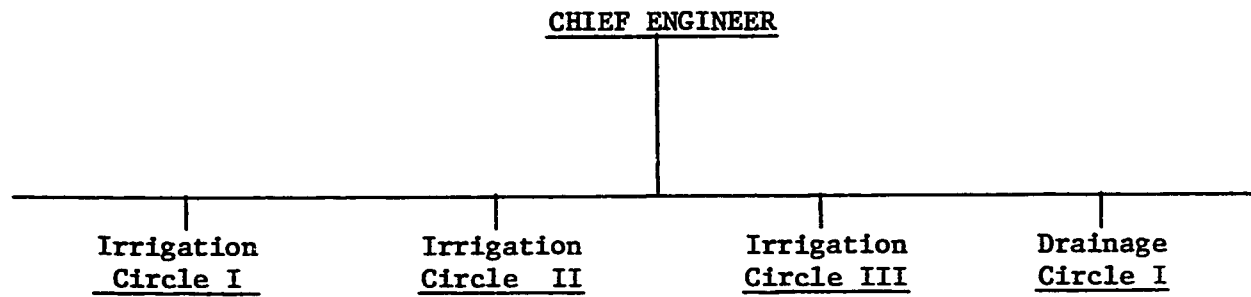 CHIEF ENGINEER
Irrigation Circle I
Irrigation Circle II
Irrigation Circle III
Drainage Circle I